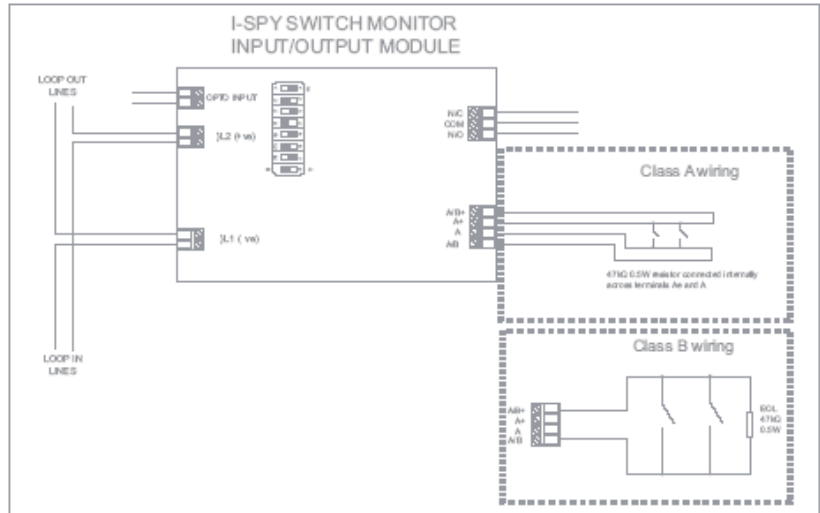 I-SPY SWITCH MONITOR
INPUT/OUTPUT MODULE
LOOP OUT
LINES
OPTO INPUT
L2 (+ve)
L1 (-ve)
LOOP IN
LINES
N/C
COM
N/O
A/B+
A+
A
A/B
Class A wiring
47kΩ 0.5W resistor connected internally
across terminals A+ and A
Class B wiring
A/B+
A+
A
A/B
EOL
47kΩ
0.5W